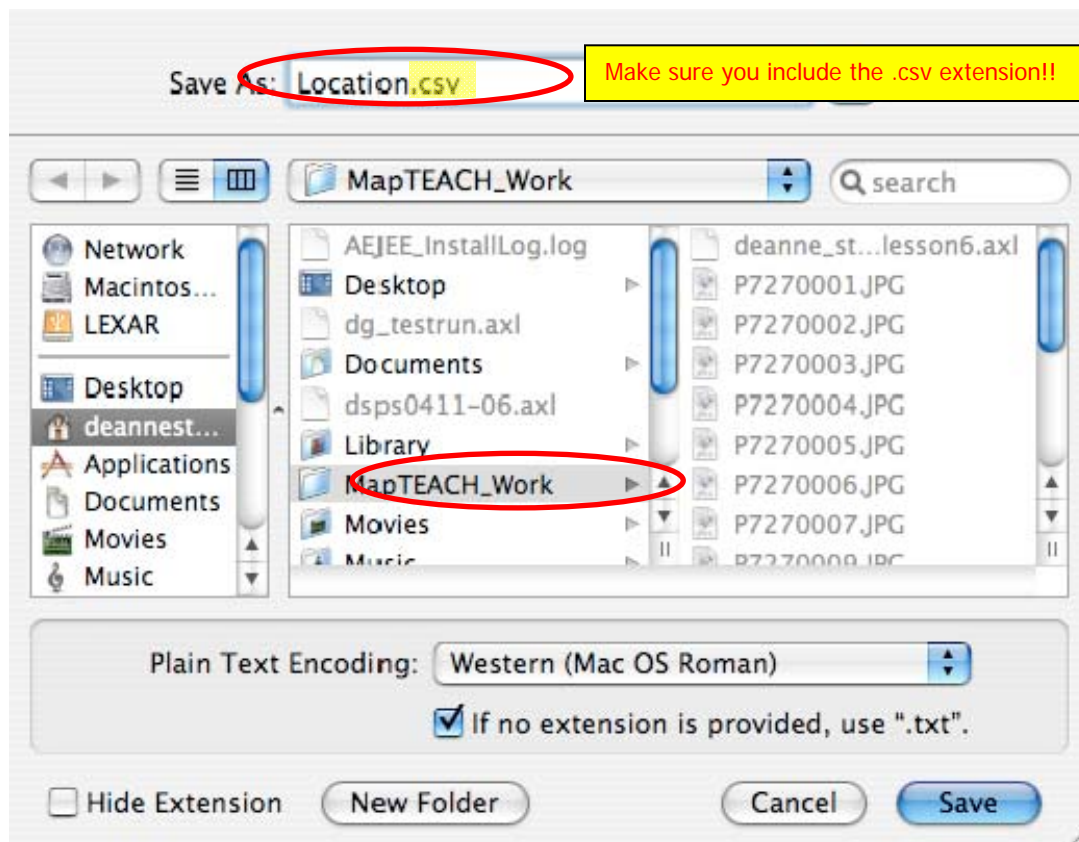 Save As: Location.csv
Make sure you include the .csv extension!!
MapTEACH_Work
search
Network
Macintos...
LEXAR
Desktop
deannest...
Applications
Documents
Movies
Music
AEJEE_InstallLog.log
Desktop
dg_testrun.axl
Documents
dsps0411-06.axl
Library
MapTEACH_Work
Movies
Music
deanne_st...lesson6.axl
P7270001.JPG
P7270002.JPG
P7270003.JPG
P7270004.JPG
P7270005.JPG
P7270006.JPG
P7270007.JPG
P7270009.JPG
Plain Text Encoding: Western (Mac OS Roman)
If no extension is provided, use ".txt".
Hide Extension
New Folder
Cancel
Save